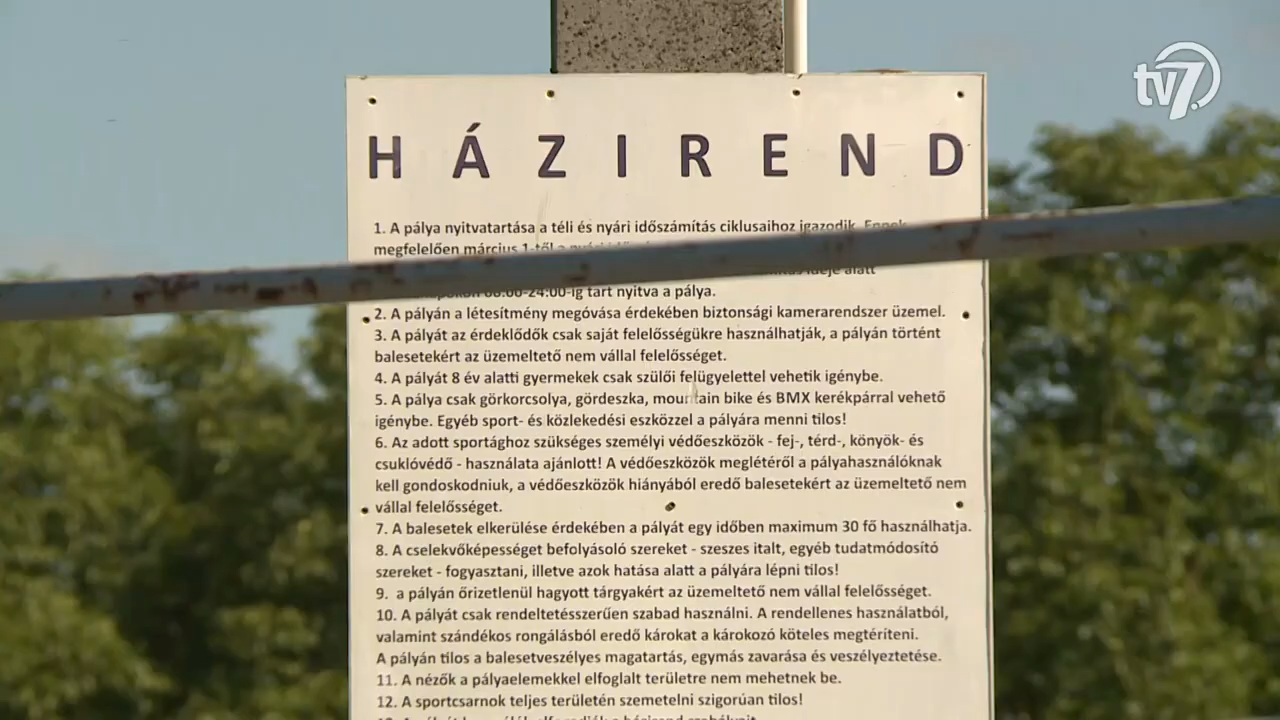 tv7.
HÁZIREND
1. A pálya nyitvatartása a téli és nyári időszámítás ciklusaihoz igazodik. Ennek
megfelelően március 1-től a nyári
ideje alatt
00:00-24:00-ig tart nyitva a pálya.
2. A pályán a létesítmény megóvása érdekében biztonsági kamerarendszer üzemel.
3. A pályát az érdeklődők csak saját felelősségükre használhatják, a pályán történt
balesetekért az üzemeltető nem vállal felelősséget.
4. A pályát 8 év alatti gyermekek csak szülői felügyelettel vehetik igénybe.
5. A pálya csak görkorcsolya, gördeszka, mountain bike és BMX kerékpárral vehető
igénybe. Egyéb sport- és közlekedési eszközzel a pályára menni tilos!
6. Az adott sportághoz szükséges személyi védőeszközök - fej-, térd-, könyök- és
csuklóvédő - használata ajánlott! A védőeszközök meglétéről a pályahasználóknak
kell gondoskodniuk, a védőeszközök hiányából eredő balesetekért az üzemeltető nem
vállal felelősséget.
7. A balesetek elkerülése érdekében a pályát egy időben maximum 30 fő használhatja.
8. A cselekvőképességet befolyásoló szereket - szeszes italt, egyéb tudatmódosító
szereket - fogyasztani, illetve azok hatása alatt a pályára lépni tilos!
9. a pályán őrizetlenül hagyott tárgyakért az üzemeltető nem vállal felelősséget.
10. A pályát csak rendeltetésszerűen szabad használni. A rendellenes használatból,
valamint szándékos rongálásból eredő károkat a károkozó köteles megtéríteni.
A pályán tilos a balesetveszélyes magatartás, egymás zavarása és veszélyeztetése.
11. A nézők a pályaelemekkel elfoglalt területre nem mehetnek be.
12. A sportcsarnok teljes területén szemetelni szigorúan tilos!